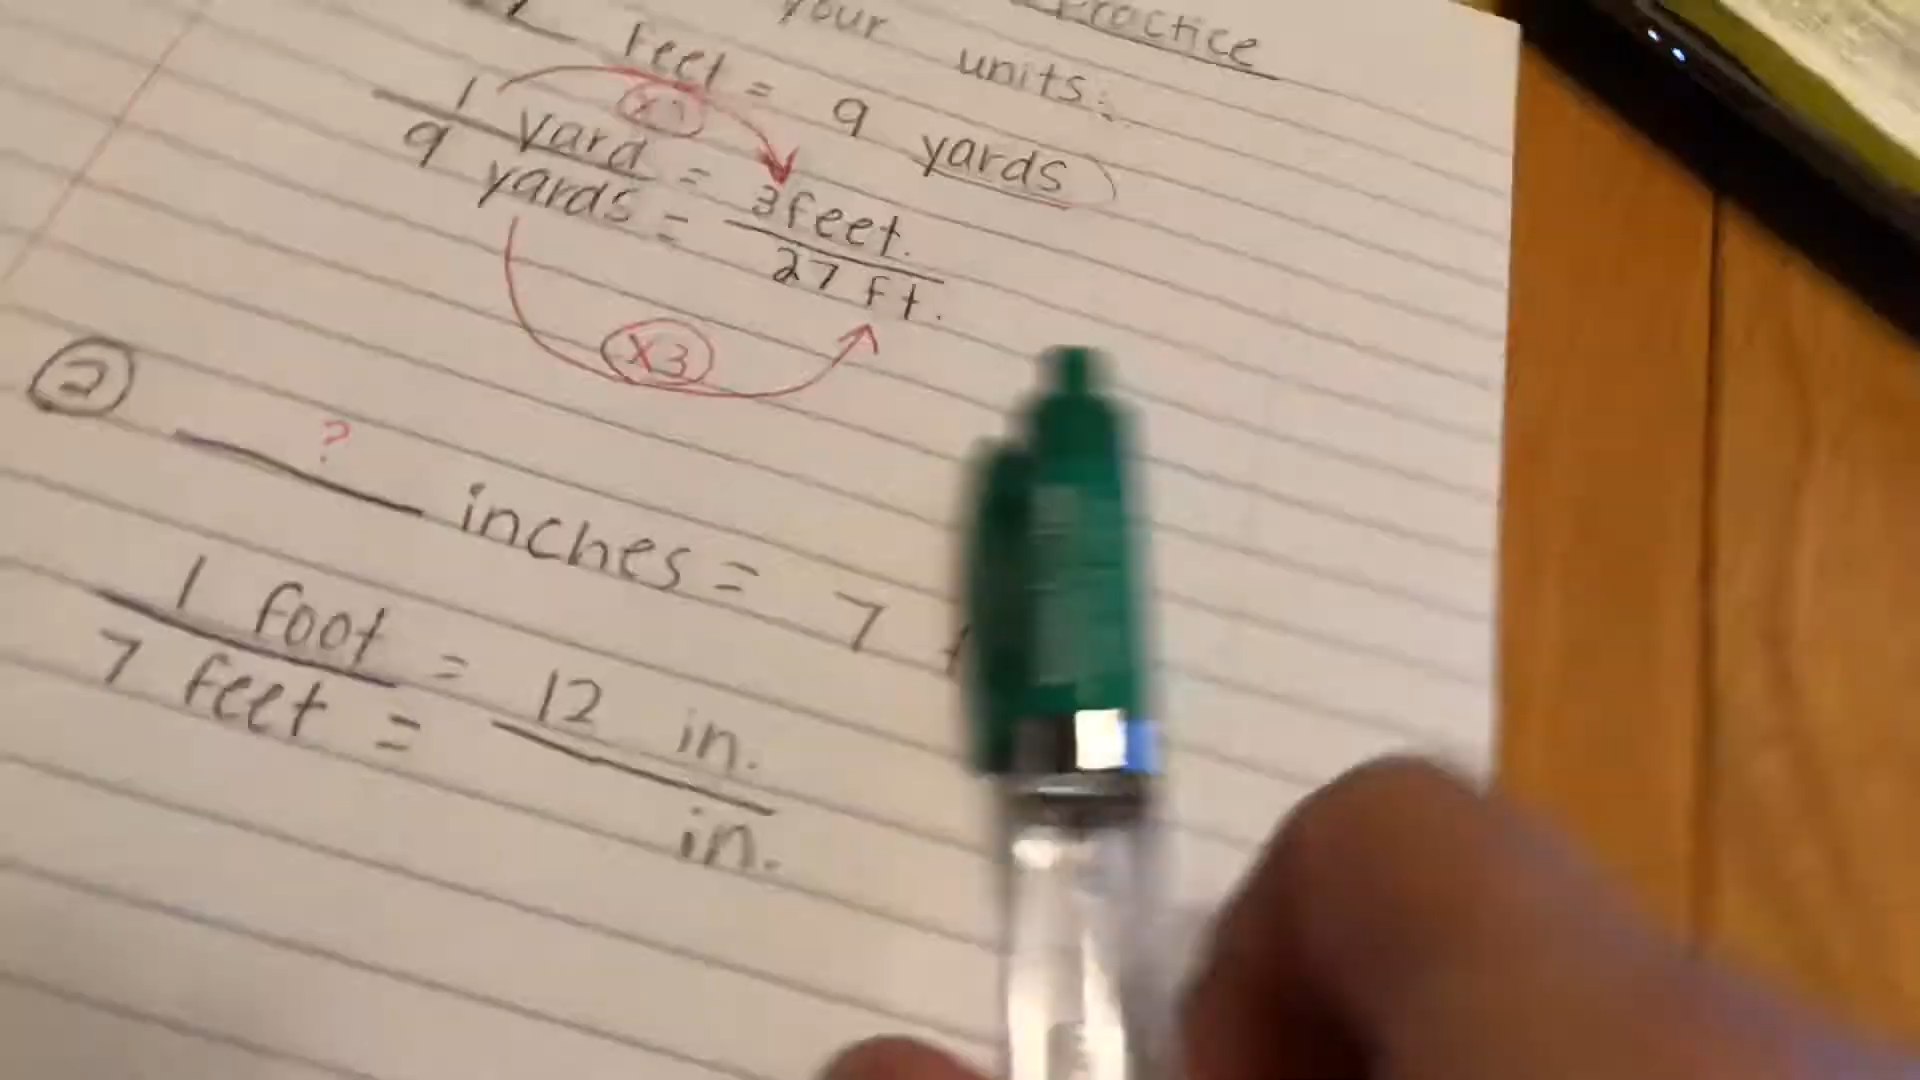 Practice
your units:
feet = 9 yards
1 yard = 3 feet.
9 yards = 27 ft.
X3
2
? inches = 7
1 foot = 12 in.
7 feet = in.